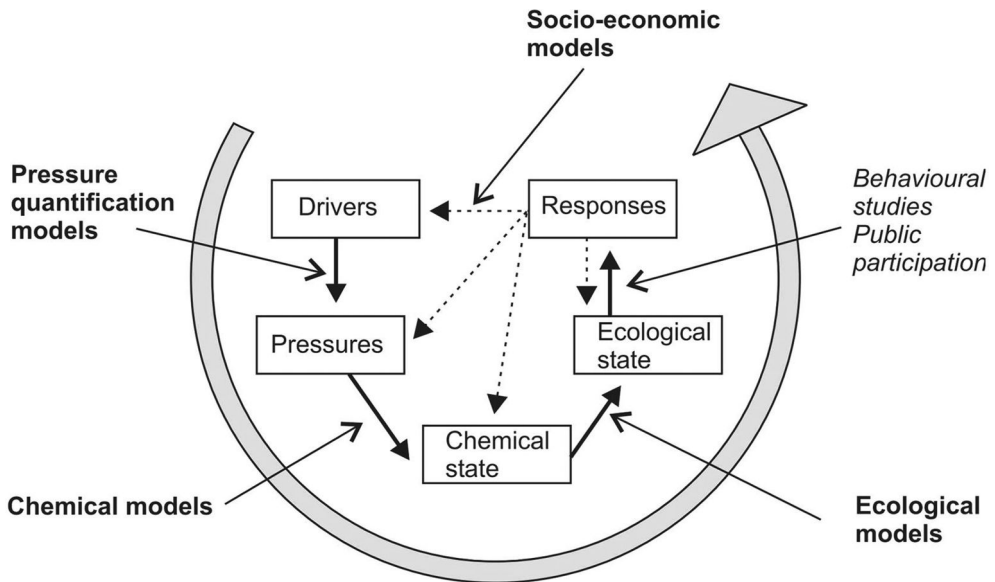 Socio-economic
models
Pressure
quantification
models
Drivers
Responses
Behavioural
studies
Public
participation
Pressures
Ecological
state
Chemical
state
Chemical models
Ecological
models